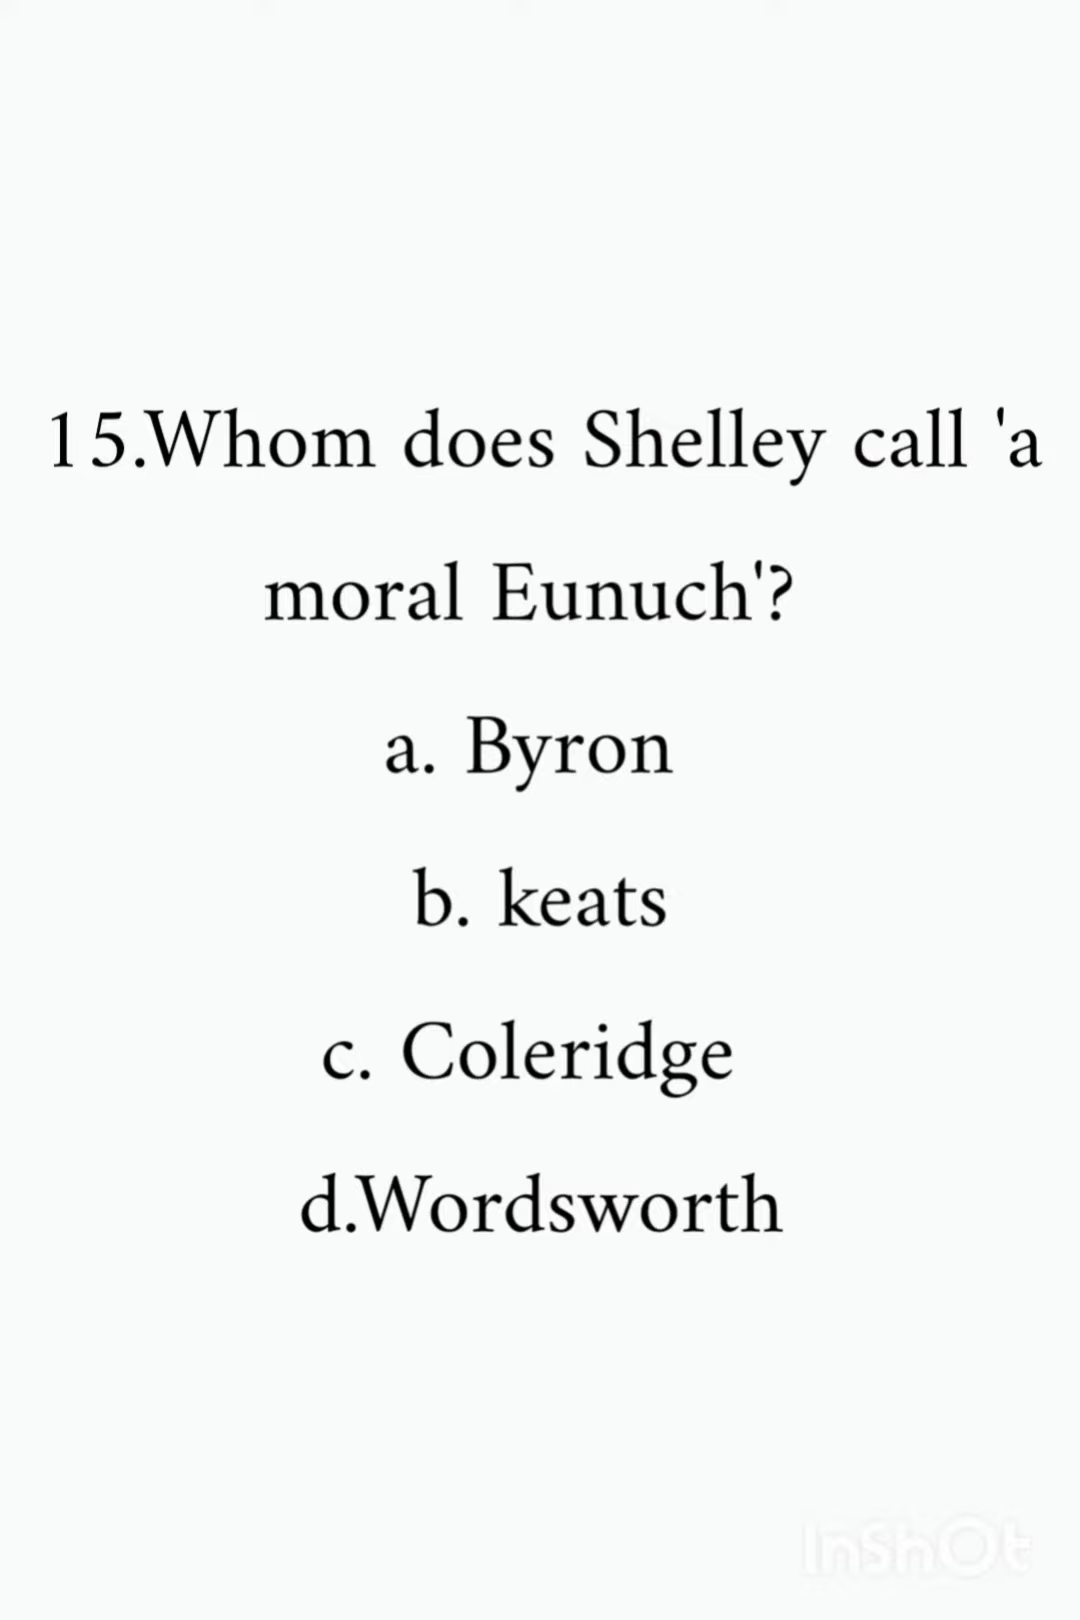 15.Whom does Shelley call 'a
moral Eunuch'?
a. Byron
b. keats
c. Coleridge
d.Wordsworth
InShOt